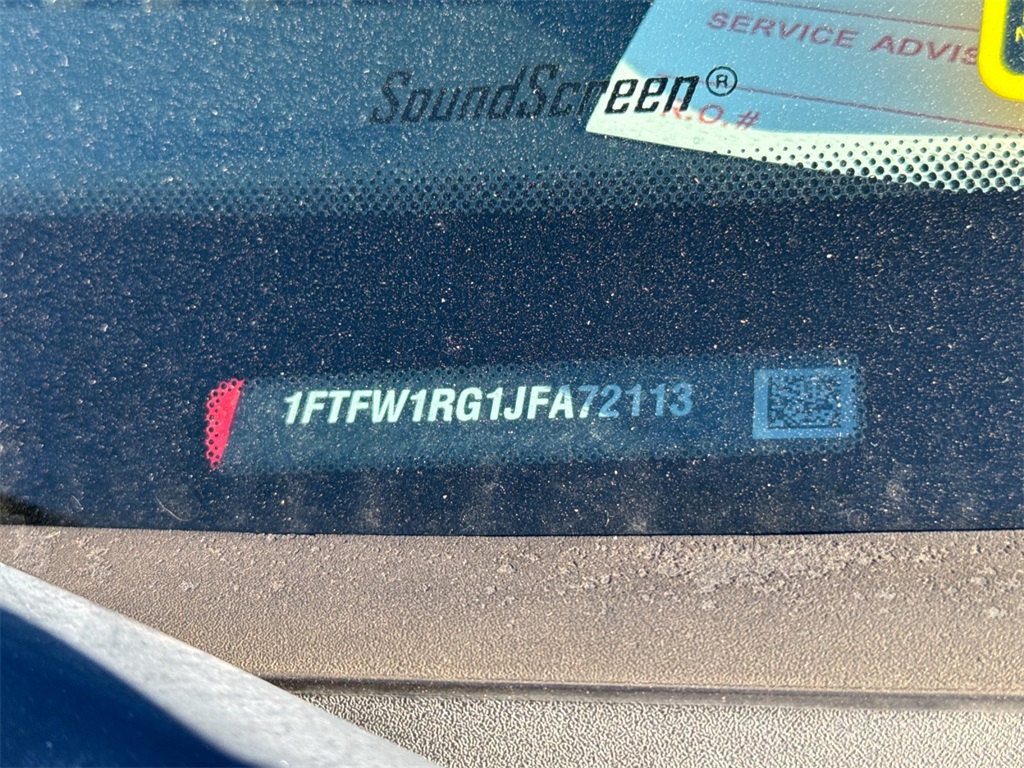 SERVICE ADVIS
SoundScreen®
R.O.#
1FTFW1RG1JFA72113